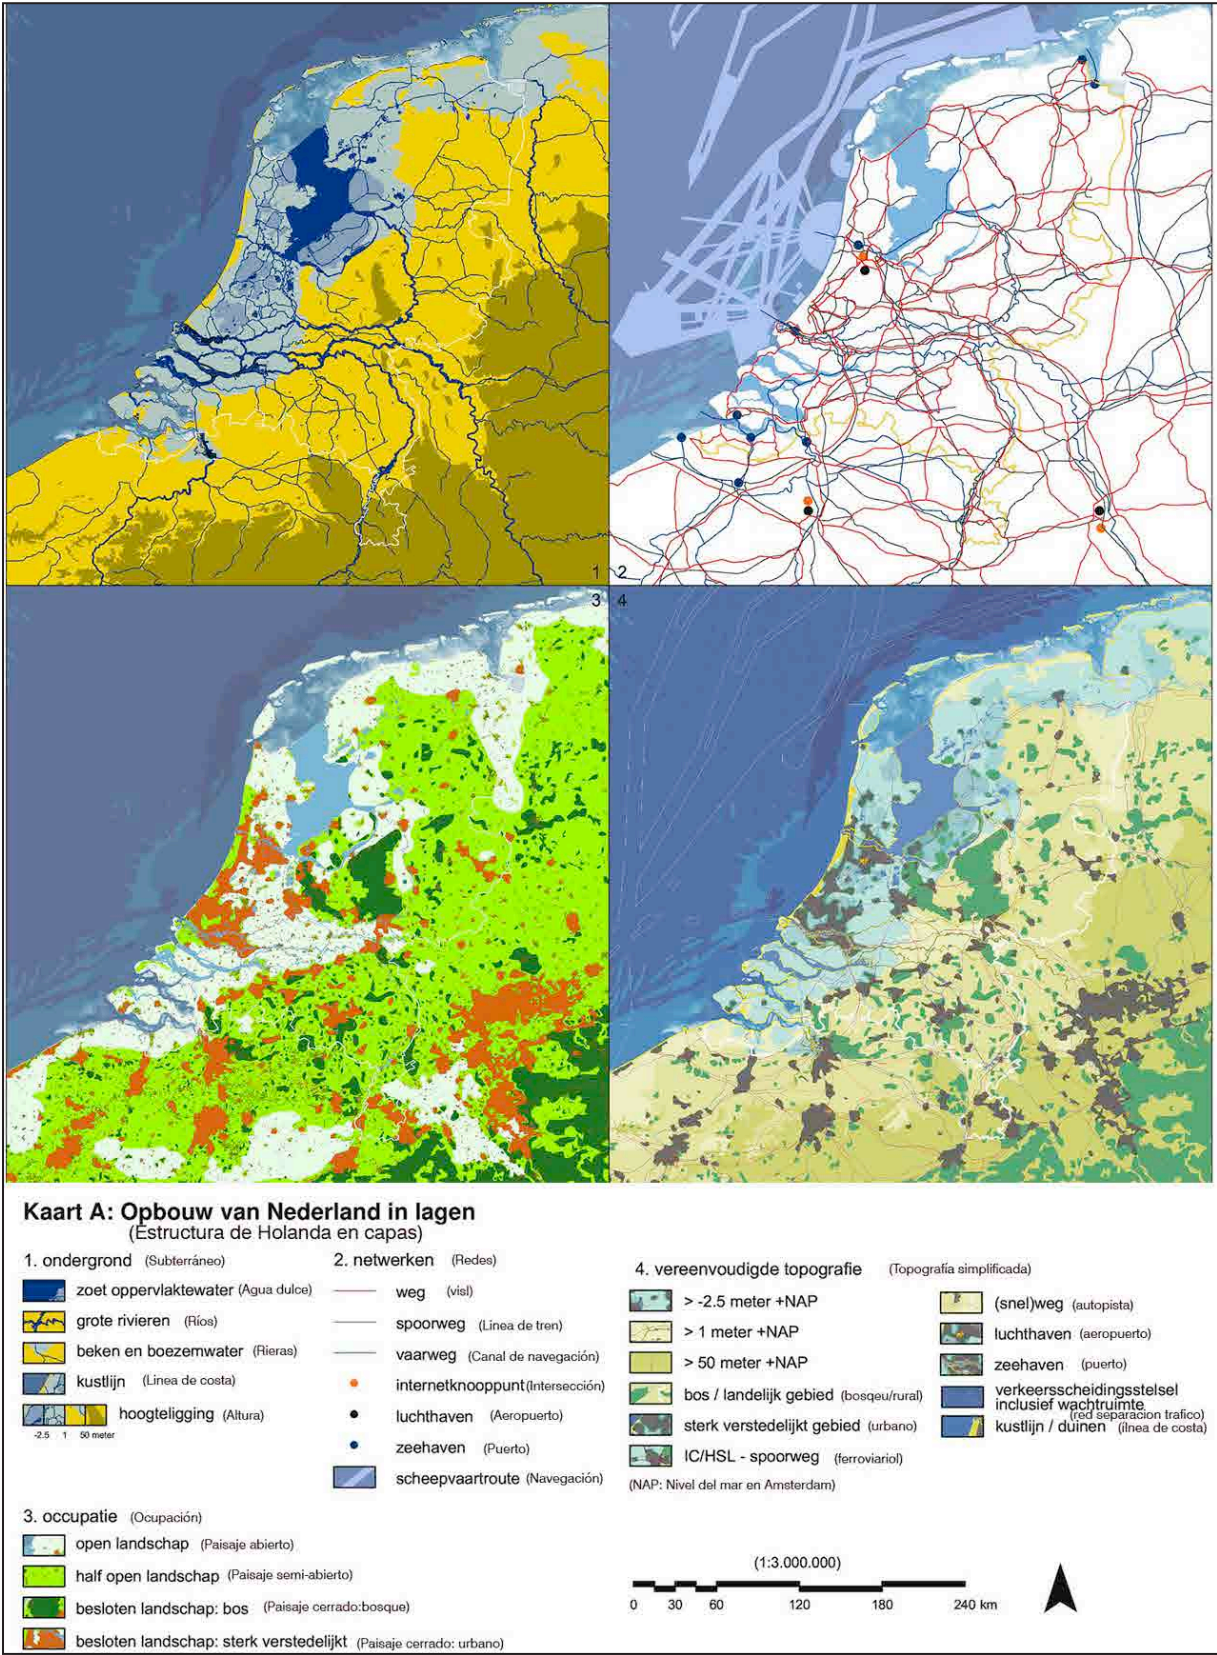 1
2
3
4
Kaart A: Opbouw van Nederland in lagen
(Estructura de Holanda en capas)
1. ondergrond (Subterráneo)
zoet oppervlaktewater (Agua dulce)
grote rivieren (Ríos)
beken en boezemwater (Rieras)
kustlijn (Linea de costa)
hoogteligging (Altura)
-2.5 1 50 meter
2. netwerken (Redes)
weg (visl)
spoorweg (Linea de tren)
vaarweg (Canal de navegación)
internetknooppunt (Intersección)
luchthaven (Aeropuerto)
zeehaven (Puerto)
scheepvaartroute (Navegación)
3. occupatie (Ocupación)
open landschap (Paisaje abierto)
half open landschap (Paisaje semi-abierto)
besloten landschap: bos (Paisaje cerrado:bosque)
besloten landschap: sterk verstedelijkt (Paisaje cerrado: urbano)
4. vereenvoudigde topografie (Topografía simplificada)
> -2.5 meter +NAP
> 1 meter +NAP
> 50 meter +NAP
bos / landelijk gebied (bosqeu/rural)
sterk verstedelijkt gebied (urbano)
IC/HSL - spoorweg (ferroviariol)
(NAP: Nivel del mar en Amsterdam)
(snel)weg (autopista)
luchthaven (aeropuerto)
zeehaven (puerto)
verkeersscheidingsstelsel
inclusief wachtruimte
(red separacion trafico)
kustlijn / duinen (ílnea de costa)
(1:3.000.000)
0 30 60 120 180 240 km